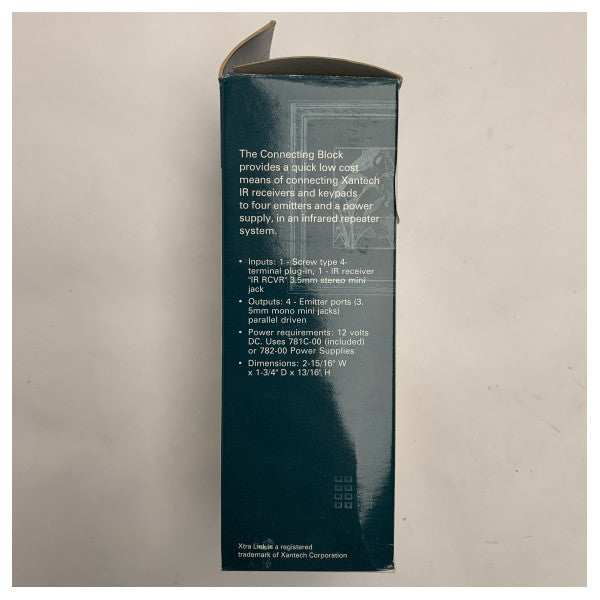 The Connecting Block
provides a quick low cost
means of connecting Xantech
IR receivers and keypads
to four emitters and a power
supply, in an infrared repeater
system.
• Inputs: 1 - Screw type 4-
terminal plug-in, 1 - IR receiver
"IR RCVR" 3.5mm stereo mini
jack
• Outputs: 4 - Emitter ports (3.
5mm mono mini jacks)
parallel driven
• Power requirements: 12 volts
DC. Uses 781C-00 (included)
or 782-00 Power Supplies
• Dimensions: 2-15/16" W
x 1-3/4" D x 13/16" H
Xtra Link is a registered
trademark of Xantech Corporation